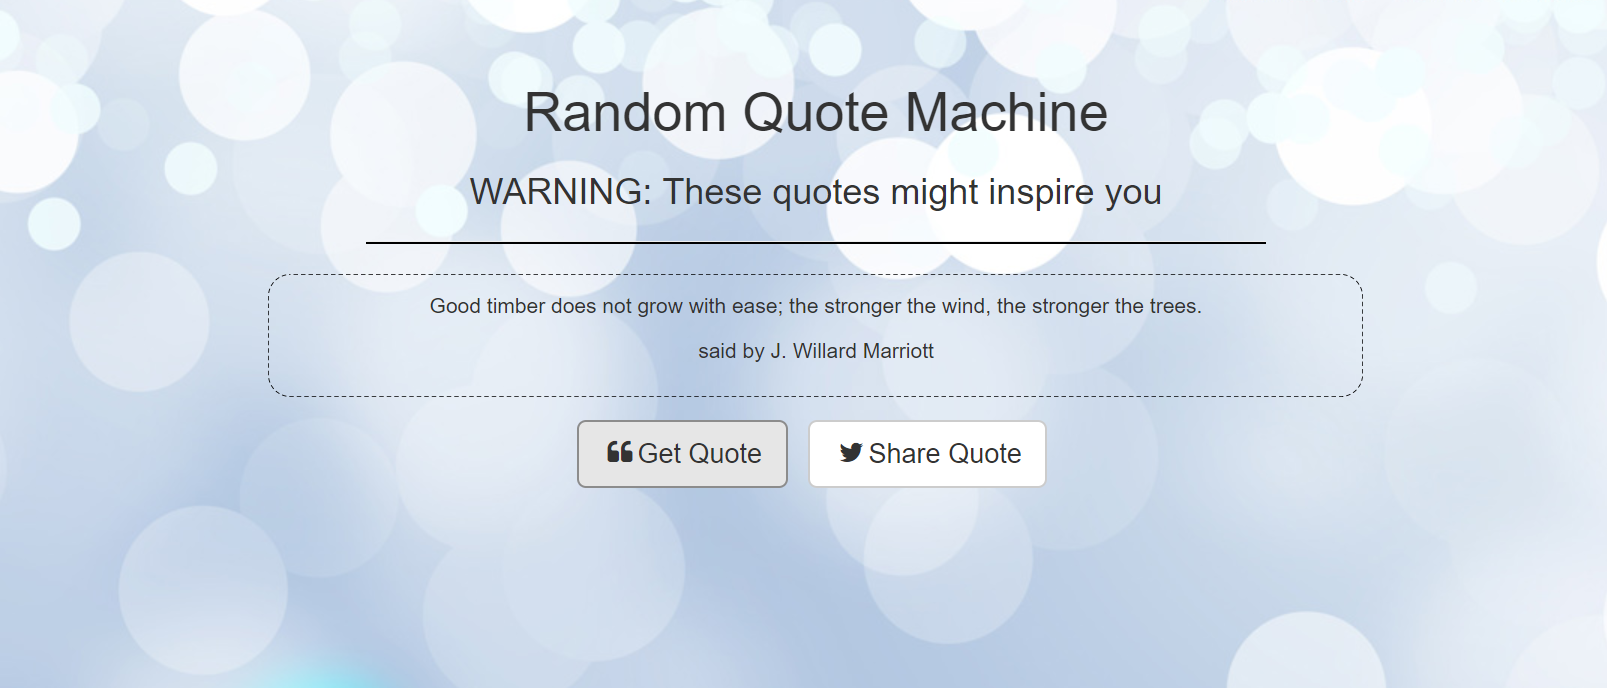 Random Quote Machine
WARNING: These quotes might inspire you
Good timber does not grow with ease; the stronger the wind, the stronger the trees.
said by J. Willard Marriott
Get Quote
Share Quote